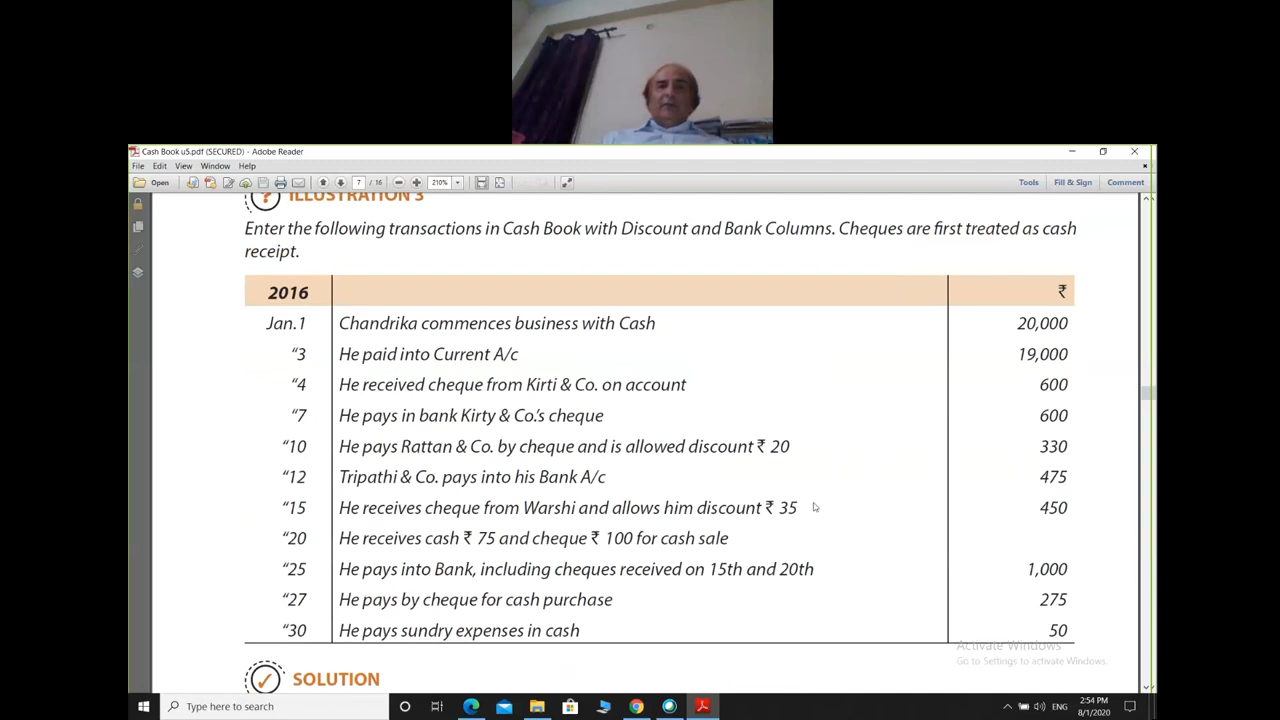 Cash Book u5.pdf (SECURED) - Adobe Reader
File Edit View Window Help
Open 7 / 16 210% Tools Fill & Sign Comment
ILLUSTRATION 3
Enter the following transactions in Cash Book with Discount and Bank Columns. Cheques are first treated as cash
receipt.
2016 ₹
Jan.1 Chandrika commences business with Cash 20,000
“3 He paid into Current A/c 19,000
“4 He received cheque from Kirti & Co. on account 600
“7 He pays in bank Kirty & Co.’s cheque 600
“10 He pays Rattan & Co. by cheque and is allowed discount ₹ 20 330
“12 Tripathi & Co. pays into his Bank A/c 475
“15 He receives cheque from Warshi and allows him discount ₹ 35 450
“20 He receives cash ₹ 75 and cheque ₹ 100 for cash sale
“25 He pays into Bank, including cheques received on 15th and 20th 1,000
“27 He pays by cheque for cash purchase 275
“30 He pays sundry expenses in cash 50
Activate Windows
Go to Settings to activate Windows.
SOLUTION
Type here to search
ENG
2:54 PM
8/1/2020